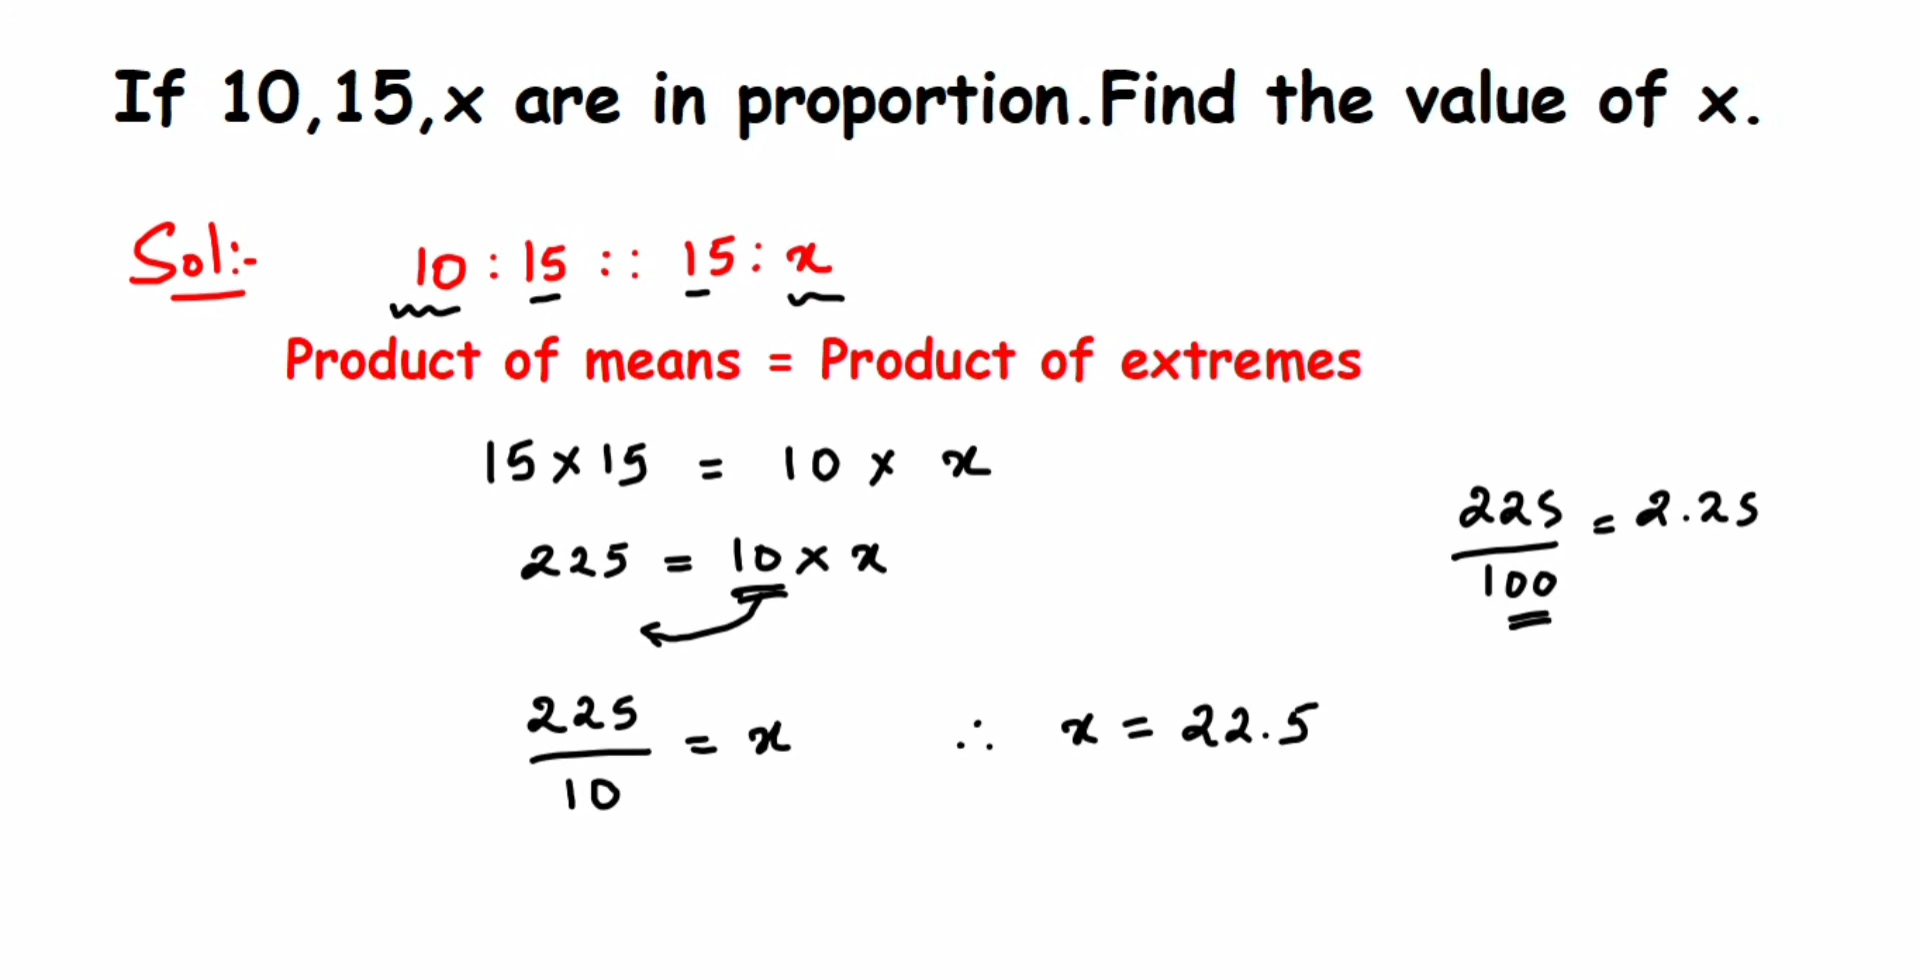 If 10,15,x are in proportion.Find the value of x.
Sol:- 10 : 15 :: 15 : x
Product of means = Product of extremes
15 × 15 = 10 × x
225 = 10 × x
225/10 = x ∴ x = 22.5
225/100 = 2.25